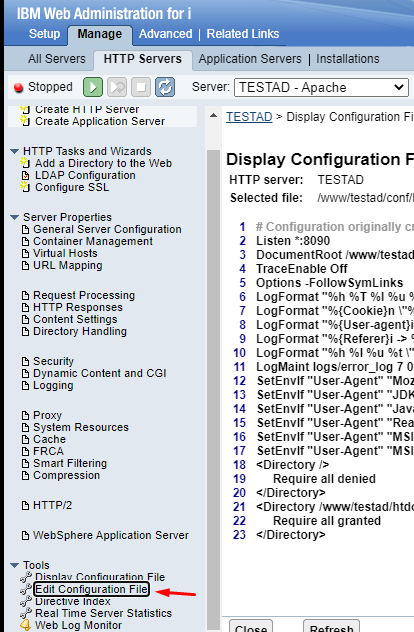 IBM Web Administration for i
Setup Manage Advanced | Related Links
All Servers HTTP Servers Application Servers | Installations
Stopped Server: TESTAD - Apache
Create HTTP Server
Create Application Server
HTTP Tasks and Wizards
Add a Directory to the Web
LDAP Configuration
Configure SSL
Server Properties
General Server Configuration
Container Management
Virtual Hosts
URL Mapping
Request Processing
HTTP Responses
Content Settings
Directory Handling
Security
Dynamic Content and CGI
Logging
Proxy
System Resources
Cache
FRCA
Smart Filtering
Compression
HTTP/2
WebSphere Application Server
Tools
Display Configuration File
Edit Configuration File
Directive Index
Real Time Server Statistics
Web Log Monitor
TESTAD > Display Configuration Fi
Display Configuration F
HTTP server: TESTAD
Selected file: /www/testad/conf/
1 # Configuration originally cr
2 Listen *:8090
3 DocumentRoot /www/testad
4 TraceEnable Off
5 Options -FollowSymLinks
6 LogFormat "%h %T %l %u %
7 LogFormat "%{Cookie}n \"%
8 LogFormat "%{User-agent}i
9 LogFormat "%{Referer}i -> %
10 LogFormat "%h %l %u %t \"
11 LogMaint logs/error_log 7 0
12 SetEnvIf "User-Agent" "Moz
13 SetEnvIf "User-Agent" "JDK
14 SetEnvIf "User-Agent" "Java
15 SetEnvIf "User-Agent" "Rea
16 SetEnvIf "User-Agent" "MSI
17 SetEnvIf "User-Agent" "MSI
18 <Directory />
19 Require all denied
20 </Directory>
21 <Directory /www/testad/htdo
22 Require all granted
23 </Directory>
Close Refresh